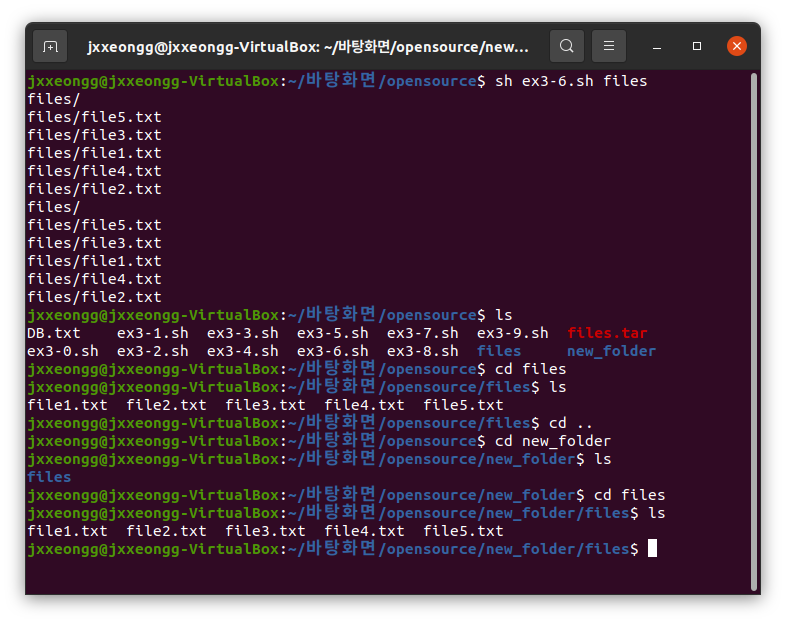 jxxeongg@jxxeongg-VirtualBox: ~/바탕화면/opensource/new...
jxxeongg@jxxeongg-VirtualBox:~/바탕화면/opensource$ sh ex3-6.sh files
files/
files/file5.txt
files/file3.txt
files/file1.txt
files/file4.txt
files/file2.txt
files/
files/file5.txt
files/file3.txt
files/file1.txt
files/file4.txt
files/file2.txt
jxxeongg@jxxeongg-VirtualBox:~/바탕화면/opensource$ ls
DB.txt    ex3-1.sh  ex3-3.sh  ex3-5.sh  ex3-7.sh  ex3-9.sh  files.tar
ex3-0.sh  ex3-2.sh  ex3-4.sh  ex3-6.sh  ex3-8.sh  files     new_folder
jxxeongg@jxxeongg-VirtualBox:~/바탕화면/opensource$ cd files
jxxeongg@jxxeongg-VirtualBox:~/바탕화면/opensource/files$ ls
file1.txt  file2.txt  file3.txt  file4.txt  file5.txt
jxxeongg@jxxeongg-VirtualBox:~/바탕화면/opensource/files$ cd ..
jxxeongg@jxxeongg-VirtualBox:~/바탕화면/opensource$ cd new_folder
jxxeongg@jxxeongg-VirtualBox:~/바탕화면/opensource/new_folder$ ls
files
jxxeongg@jxxeongg-VirtualBox:~/바탕화면/opensource/new_folder$ cd files
jxxeongg@jxxeongg-VirtualBox:~/바탕화면/opensource/new_folder/files$ ls
file1.txt  file2.txt  file3.txt  file4.txt  file5.txt
jxxeongg@jxxeongg-VirtualBox:~/바탕화면/opensource/new_folder/files$